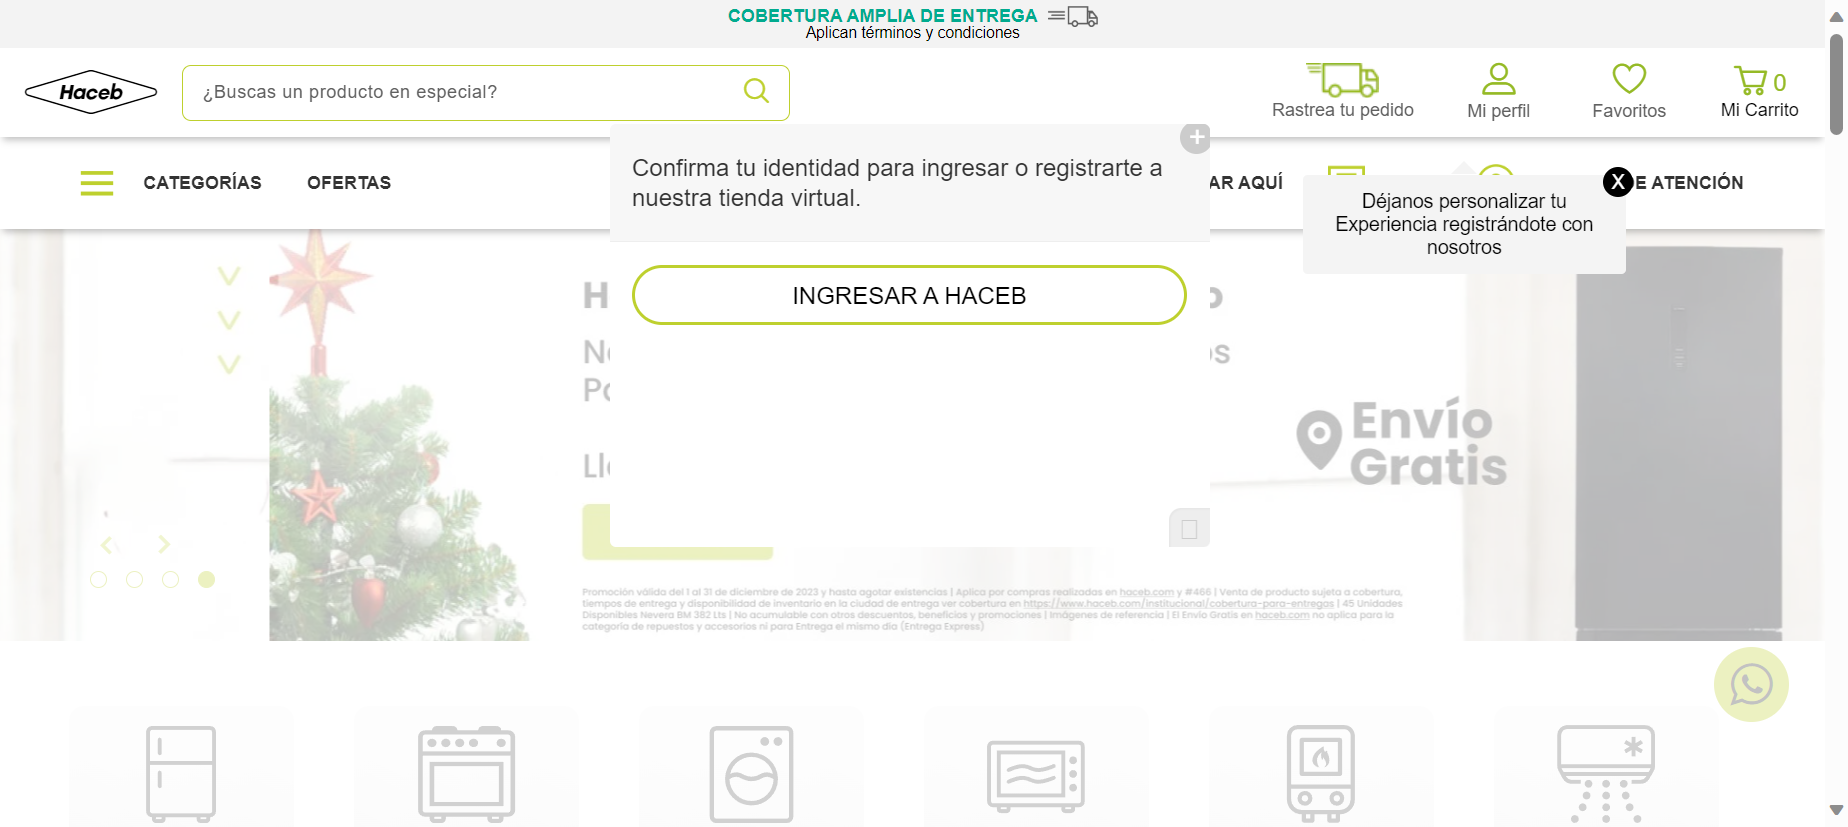 COBERTURA AMPLIA DE ENTREGA
Aplican términos y condiciones
Haceb
¿Buscas un producto en especial?
Rastrea tu pedido
Mi perfil
Favoritos
0
Mi Carrito
CATEGORÍAS
OFERTAS
AR AQUÍ
E ATENCIÓN
Confirma tu identidad para ingresar o registrarte a
nuestra tienda virtual.
INGRESAR A HACEB
X
Déjanos personalizar tu
Experiencia registrándote con
nosotros
Envío
Gratis
Promoción válida del 1 al 31 de diciembre de 2023 y hasta agotar existencias | Aplica por compras realizadas en haceb.com y #466 | Venta de producto sujeta a cobertura,
tiempos de entrega y disponibilidad de inventario en la ciudad de entrega ver cobertura en https://www.haceb.com/institucional/cobertura-para-entregas | 45 Unidades
Disponibles Nevera BM 382 Lts | No acumulable con otros descuentos, beneficios y promociones | Imágenes de referencia | El Envío Gratis en haceb.com no aplica para la
categoría de repuestos y accesorios ni para Entrega el mismo día (Entrega Express)